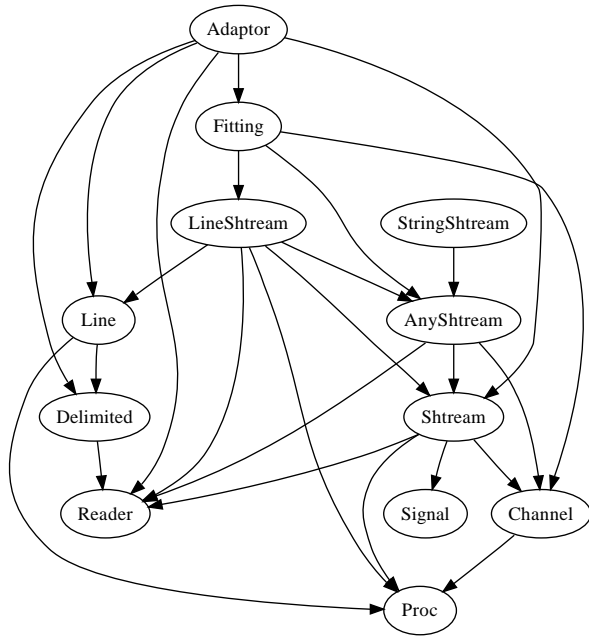 Adaptor
Fitting
LineShtream
StringShtream
Line
AnyShtream
Delimited
Shtream
Reader
Signal
Channel
Proc